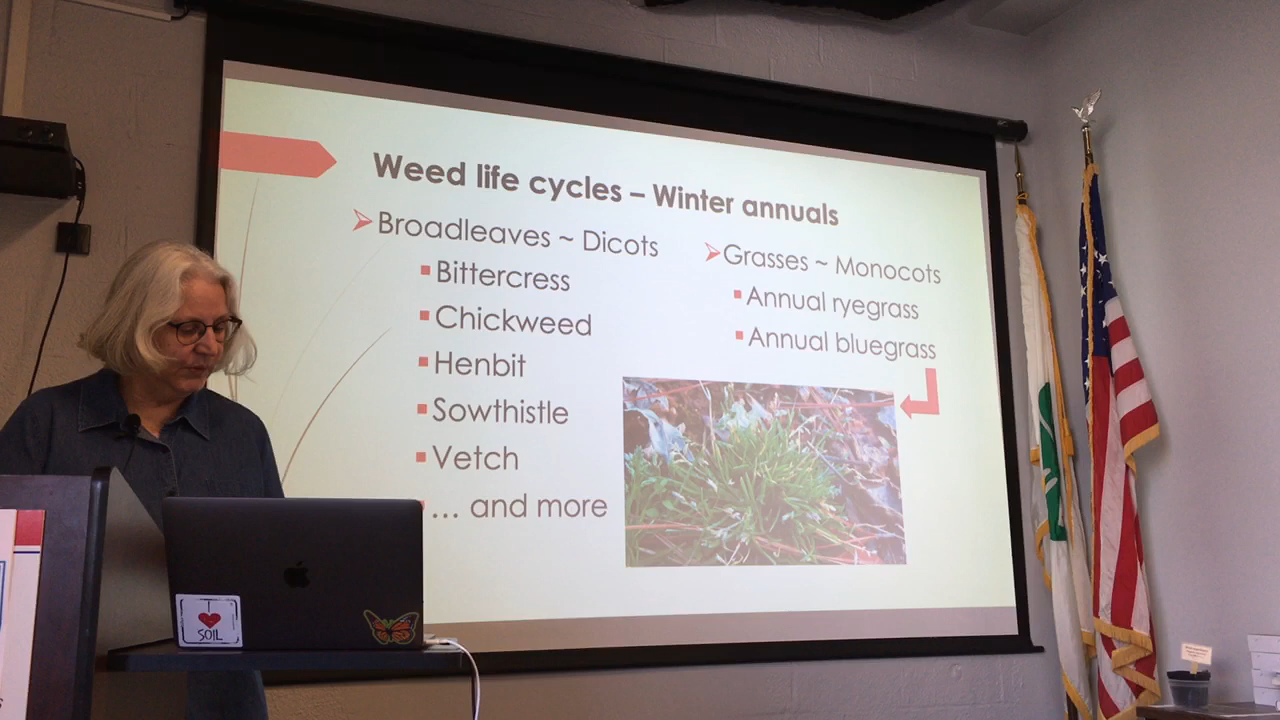 Weed life cycles – Winter annuals
Broadleaves ~ Dicots
Bittercress
Chickweed
Henbit
Sowthistle
Vetch
… and more
Grasses ~ Monocots
Annual ryegrass
Annual bluegrass
I
SOIL